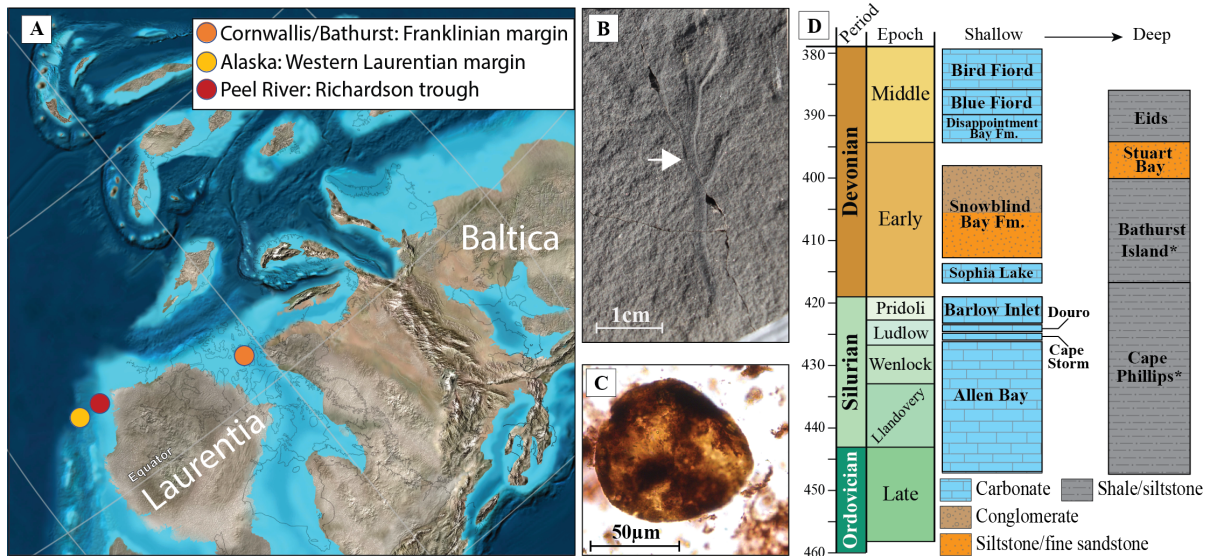 A
Cornwallis/Bathurst: Franklinian margin
Alaska: Western Laurentian margin
Peel River: Richardson trough
Baltica
Laurentia
Equator
B
1cm
C
50µm
D
Period
Epoch
Shallow
Deep
380
390
400
410
420
430
440
450
460
Devonian
Silurian
Ordovician
Middle
Early
Pridoli
Ludlow
Wenlock
Llandovery
Late
Bird Fiord
Blue Fiord
Disappointment
Bay Fm.
Snowblind
Bay Fm.
Sophia Lake
Barlow Inlet
Douro
Cape
Storm
Allen Bay
Eids
Stuart
Bay
Bathurst
Island*
Cape
Phillips*
Carbonate
Shale/siltstone
Conglomerate
Siltstone/fine sandstone